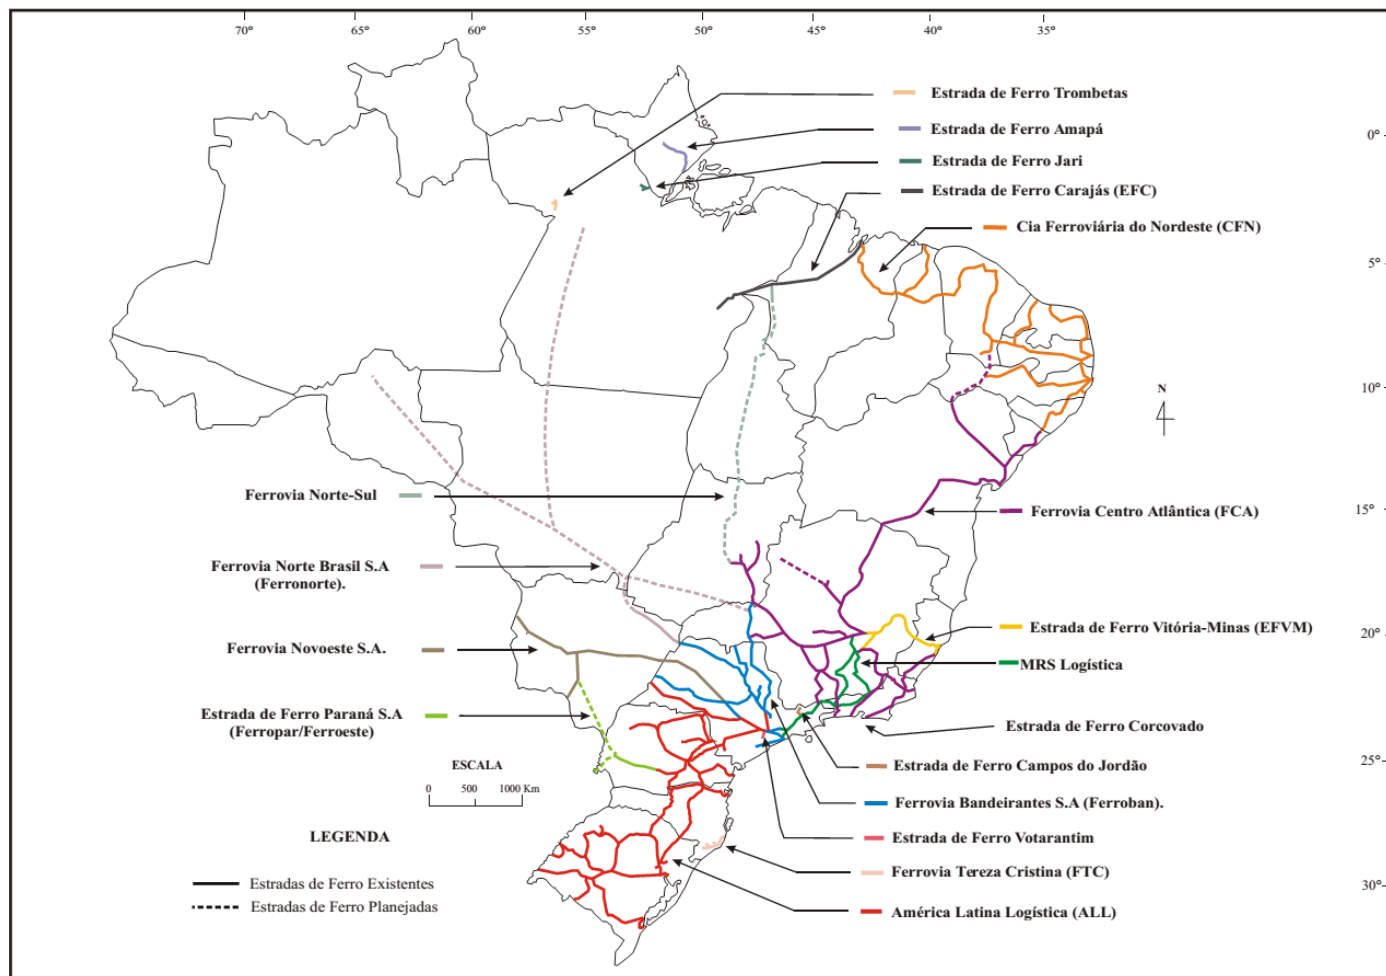 70°
65°
60°
55°
50°
45°
40°
35°
Estrada de Ferro Trombetas
Estrada de Ferro Amapá
0°
Estrada de Ferro Jari
Estrada de Ferro Carajás (EFC)
Cia Ferroviária do Nordeste (CFN)
5°
N
10°
Ferrovia Norte-Sul
Ferrovia Centro Atlântica (FCA)
15°
Ferrovia Norte Brasil S.A
(Ferronorte).
Estrada de Ferro Vitória-Minas (EFVM)
20°
Ferrovia Novoeste S.A.
MRS Logística
Estrada de Ferro Paraná S.A
(Ferropar/Ferroeste)
Estrada de Ferro Corcovado
ESCALA
0 500 1000 Km
Estrada de Ferro Campos do Jordão
25°
Ferrovia Bandeirantes S.A (Ferroban).
LEGENDA
Estrada de Ferro Votarantim
Ferrovia Tereza Cristina (FTC)
30°
Estradas de Ferro Existentes
Estradas de Ferro Planejadas
América Latina Logística (ALL)